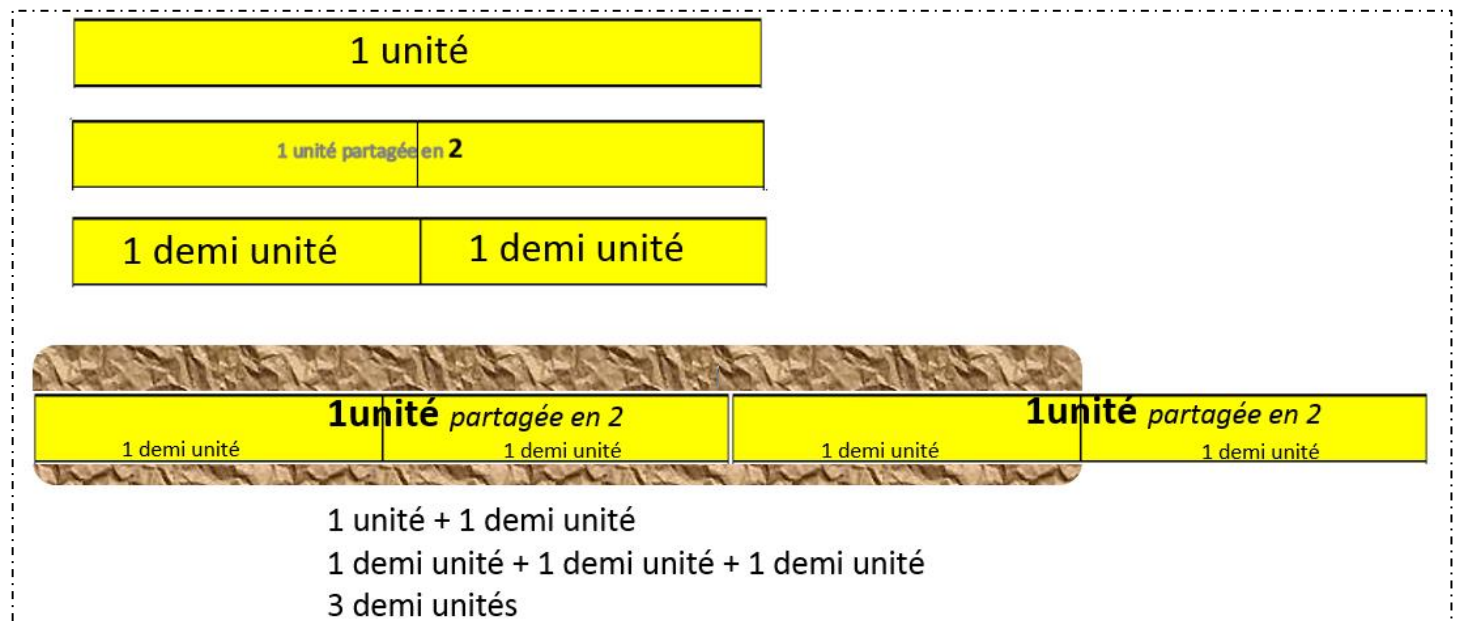 1 unité
1 unité partagée en 2
1 demi unité 1 demi unité
1unité partagée en 2 1unité partagée en 2
1 demi unité 1 demi unité 1 demi unité 1 demi unité
1 unité + 1 demi unité
1 demi unité + 1 demi unité + 1 demi unité
3 demi unités